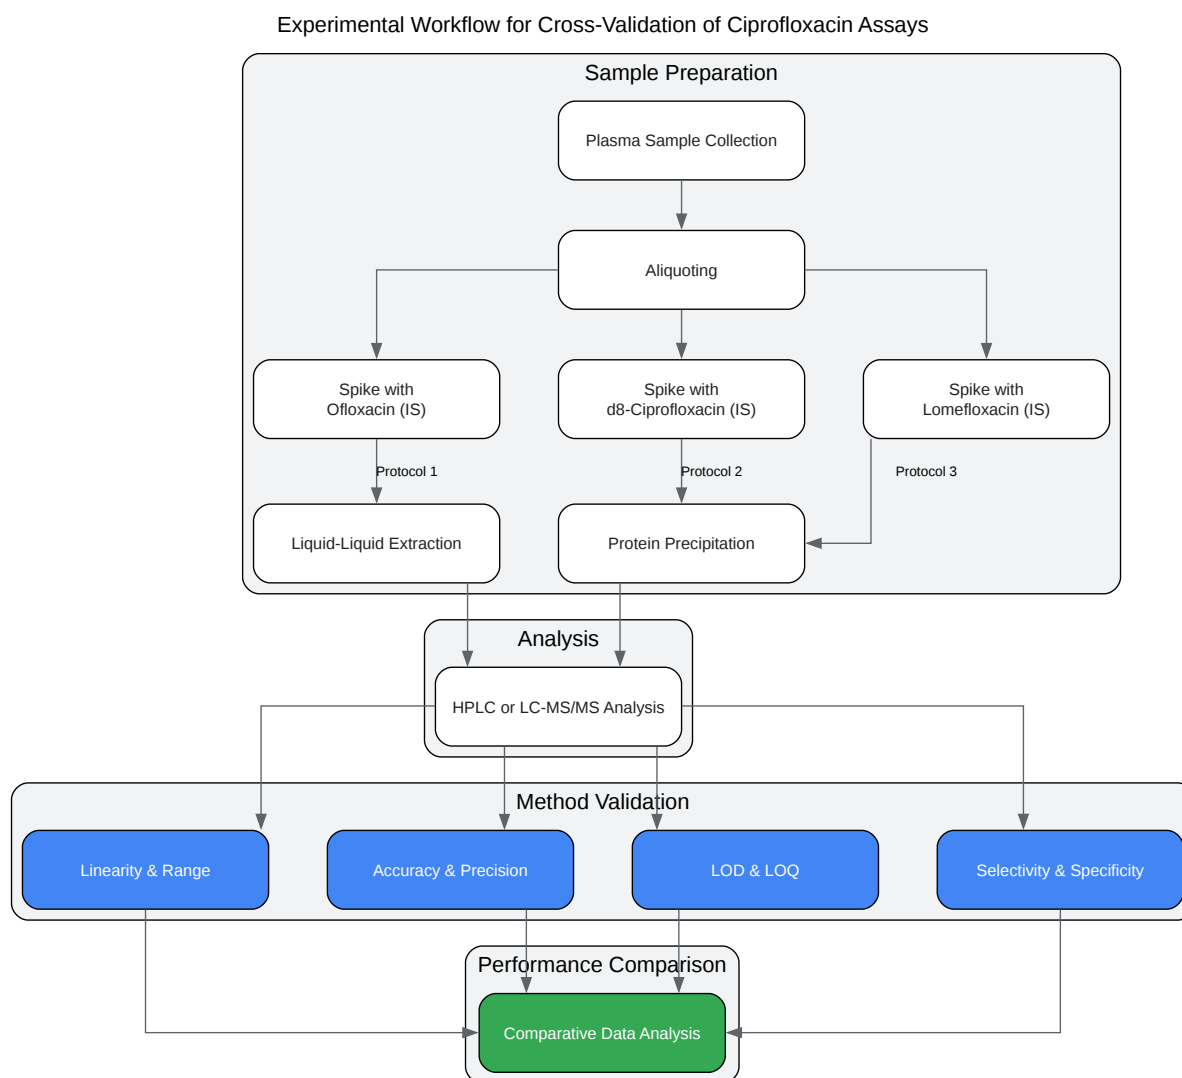 Experimental Workflow for Cross-Validation of Ciprofloxacin Assays
Sample Preparation
Plasma Sample Collection
Aliquoting
Spike with
Ofloxacin (IS)
Spike with
d8-Ciprofloxacin (IS)
Spike with
Lomefloxacin (IS)
Protocol 1
Protocol 2
Protocol 3
Liquid-Liquid Extraction
Protein Precipitation
Analysis
HPLC or LC-MS/MS Analysis
Method Validation
Linearity & Range
Accuracy & Precision
LOD & LOQ
Selectivity & Specificity
Performance Comparison
Comparative Data Analysis